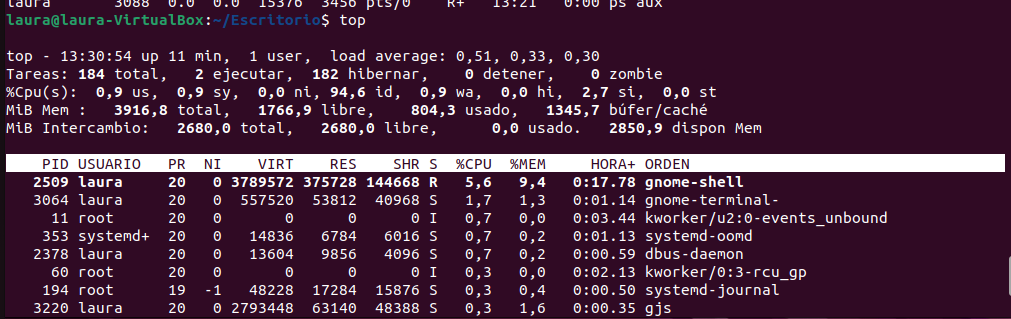 laura 3088 0.0 0.0 15376 3456 pts/0 R+ 13:21 0:00 ps aux
laura@laura-VirtualBox:~/Escritorio$ top
top - 13:30:54 up 11 min, 1 user, load average: 0,51, 0,33, 0,30
Tareas: 184 total, 2 ejecutar, 182 hibernar, 0 detener, 0 zombie
%Cpu(s): 0,9 us, 0,9 sy, 0,0 ni, 94,6 id, 0,9 wa, 0,0 hi, 2,7 si, 0,0 st
MiB Mem : 3916,8 total, 1766,9 libre, 804,3 usado, 1345,7 búfer/caché
MiB Intercambio: 2680,0 total, 2680,0 libre, 0,0 usado. 2850,9 dispon Mem
PID USUARIO PR NI VIRT RES SHR S %CPU %MEM HORA+ ORDEN
2509 laura 20 0 3789572 375728 144668 R 5,6 9,4 0:17.78 gnome-shell
3064 laura 20 0 557520 53812 40968 S 1,7 1,3 0:01.14 gnome-terminal-
11 root 20 0 0 0 0 I 0,7 0,0 0:03.44 kworker/u2:0-events_unbound
353 systemd+ 20 0 14836 6784 6016 S 0,7 0,2 0:01.13 systemd-oomd
2378 laura 20 0 13604 9856 4096 S 0,7 0,2 0:00.59 dbus-daemon
60 root 20 0 0 0 0 I 0,3 0,0 0:02.13 kworker/0:3-rcu_gp
194 root 19 -1 48228 17284 15876 S 0,3 0,4 0:00.50 systemd-journal
3220 laura 20 0 2793448 63140 48388 S 0,3 1,6 0:00.35 gjs